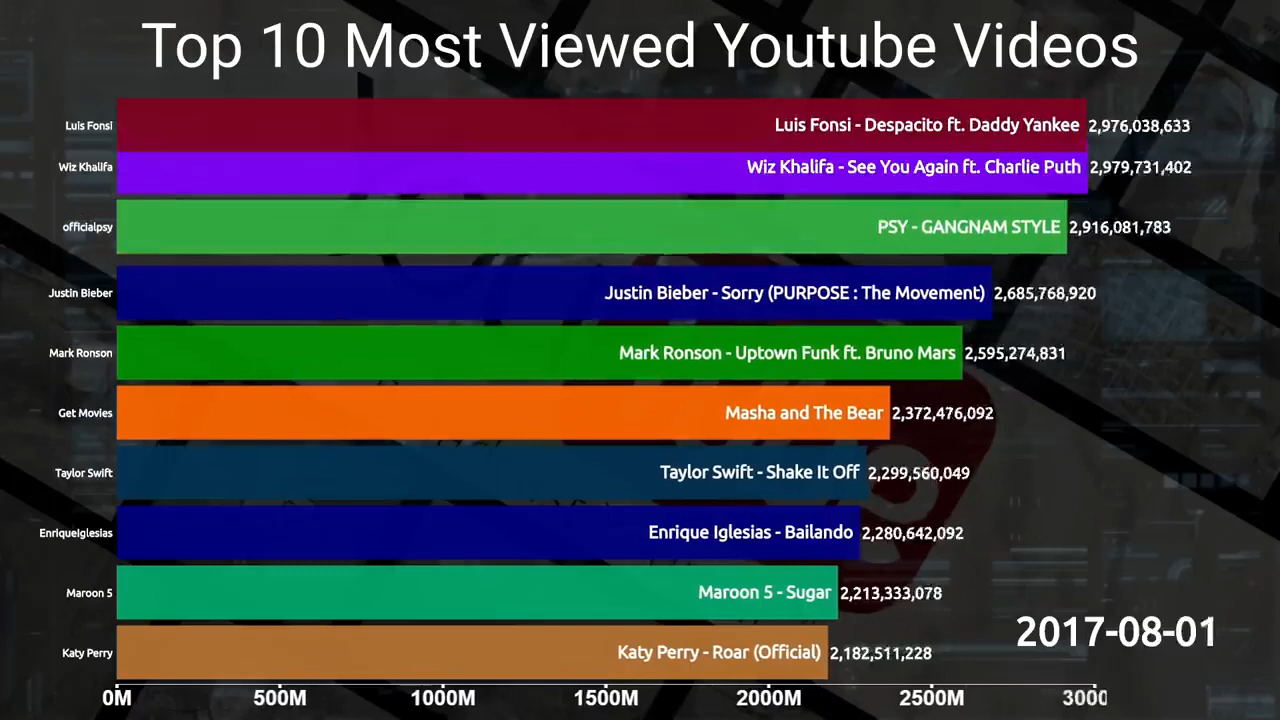 Top 10 Most Viewed Youtube Videos
Luis Fonsi Luis Fonsi - Despacito ft. Daddy Yankee 2,976,038,633
Wiz Khalifa Wiz Khalifa - See You Again ft. Charlie Puth 2,979,731,402
officialpsy PSY - GANGNAM STYLE 2,916,081,783
Justin Bieber Justin Bieber - Sorry (PURPOSE : The Movement) 2,685,768,920
Mark Ronson Mark Ronson - Uptown Funk ft. Bruno Mars 2,595,274,831
Get Movies Masha and The Bear 2,372,476,092
Taylor Swift Taylor Swift - Shake It Off 2,299,560,049
EnriqueIglesias Enrique Iglesias - Bailando 2,280,642,092
Maroon 5 Maroon 5 - Sugar 2,213,333,078
2017-08-01
Katy Perry Katy Perry - Roar (Official) 2,182,511,228
0M 500M 1000M 1500M 2000M 2500M 3000